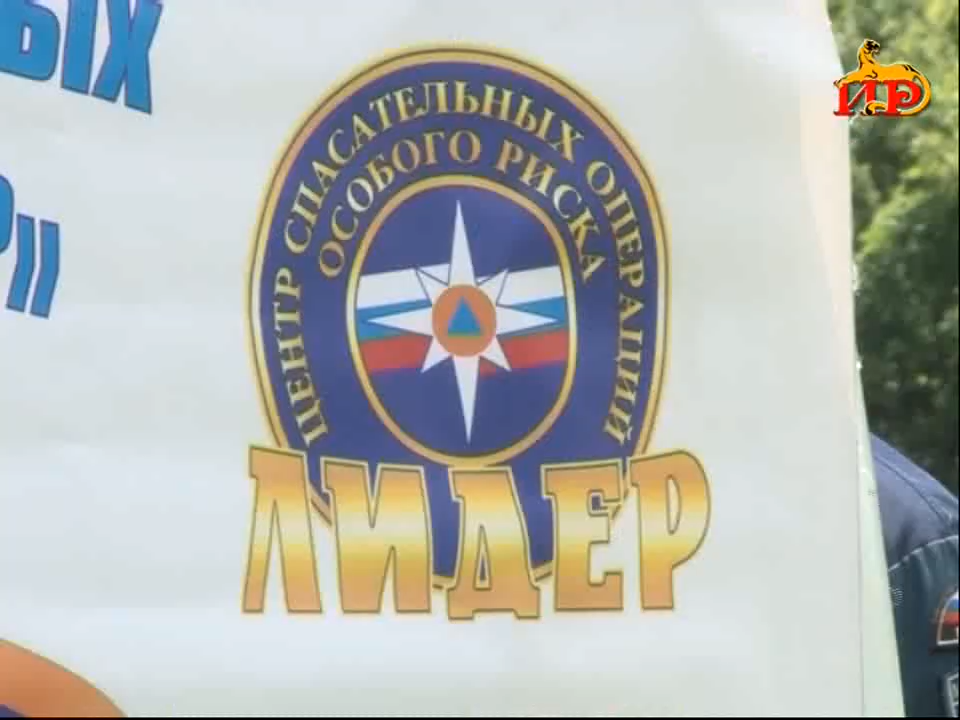 ЫХ
Р»
ИР
ЦЕНТР СПАСАТЕЛЬНЫХ ОПЕРАЦИЙ
ОСОБОГО РИСКА
ЛИДЕР